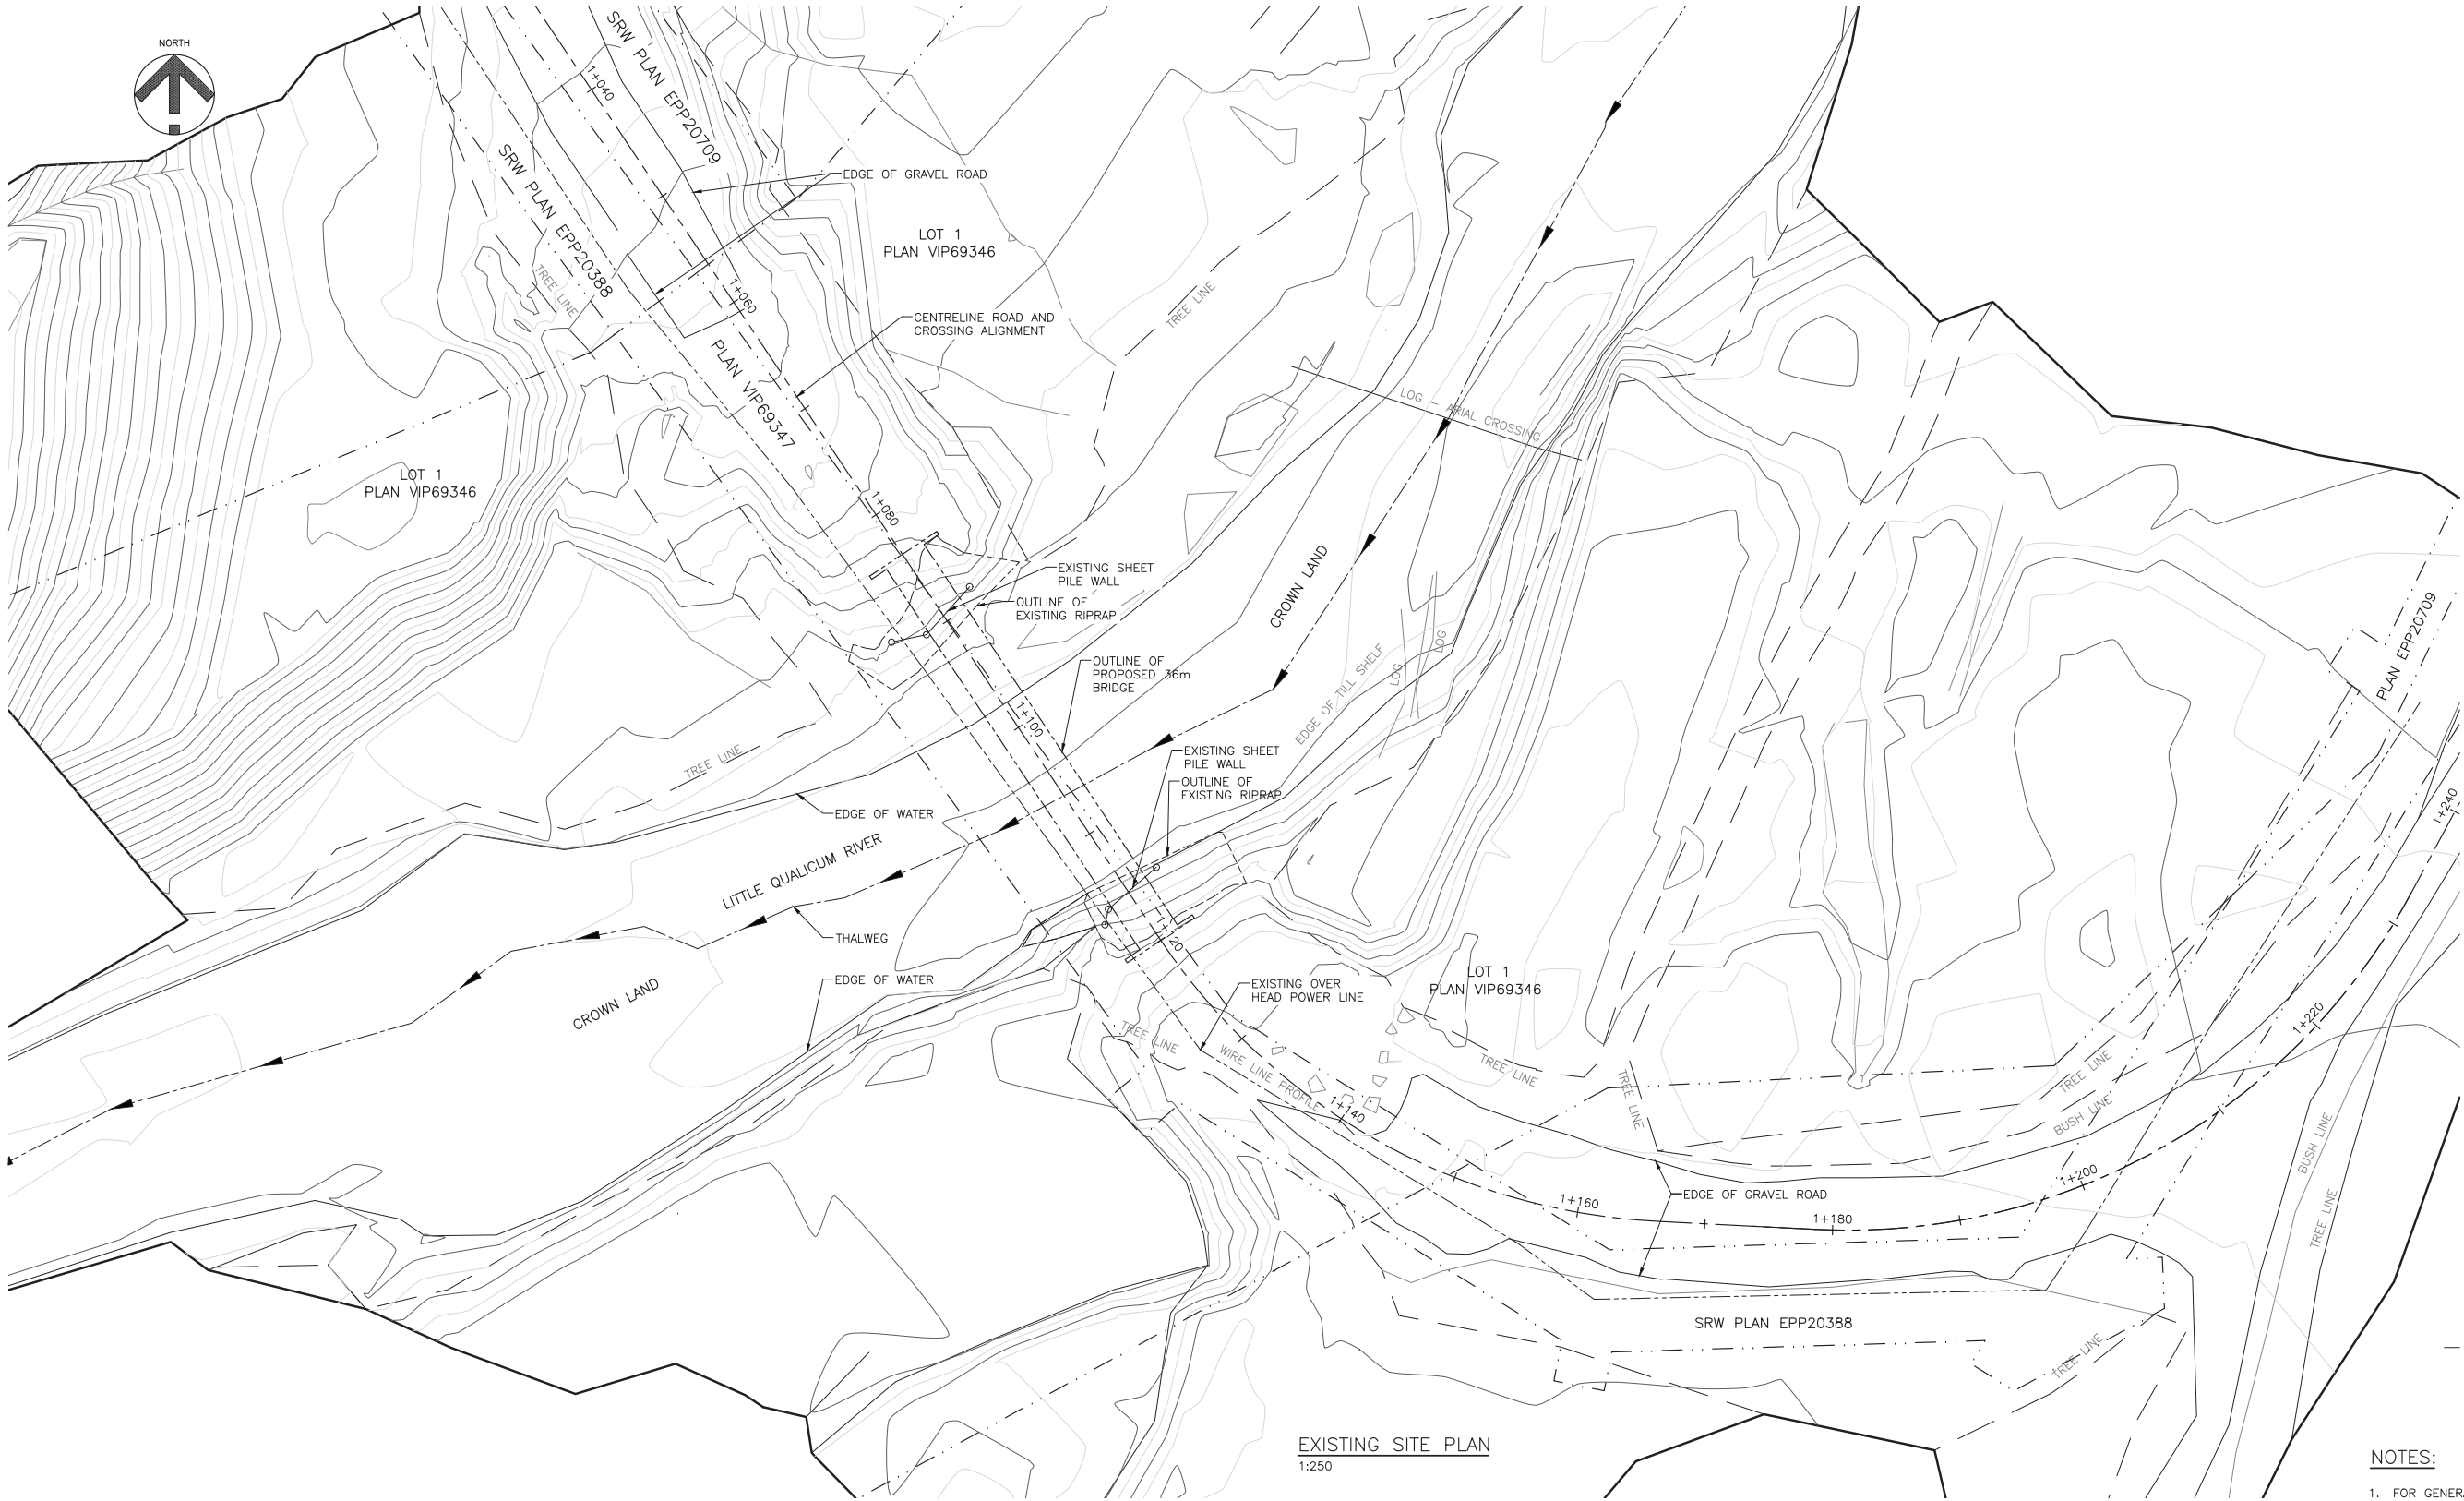 NORTH
SRW PLAN EPP20709
1+040
SRW PLAN EPP20388
EDGE OF GRAVEL ROAD
LOT 1
PLAN VIP69346
TREE LINE
1+060
TREE LINE
CENTRELINE ROAD AND
CROSSING ALIGNMENT
PLAN VIP69347
LOG - ARIAL CROSSING
LOT 1
PLAN VIP69346
1+080
EXISTING SHEET
PILE WALL
OUTLINE OF
EXISTING RIPRAP
CROWN LAND
PLAN EPP20709
OUTLINE OF
PROPOSED 36m
BRIDGE
LOG
LOG
EDGE OF TILL SHELF
1+100
TREE LINE
EXISTING SHEET
PILE WALL
OUTLINE OF
EXISTING RIPRAP
EDGE OF WATER
1+240
LITTLE QUALICUM RIVER
THALWEG
20
EDGE OF WATER
CROWN LAND
EXISTING OVER
HEAD POWER LINE
LOT 1
PLAN VIP69346
1+220
TREE LINE
WIRE LINE PROFILE
TREE LINE
TREE LINE
TREE LINE
1+140
BUSH LINE
BUSH LINE
1+200
1+160
EDGE OF GRAVEL ROAD
1+180
TREE LINE
SRW PLAN EPP20388
TREE LINE
EXISTING SITE PLAN
1:250
NOTES:
1. FOR GENER